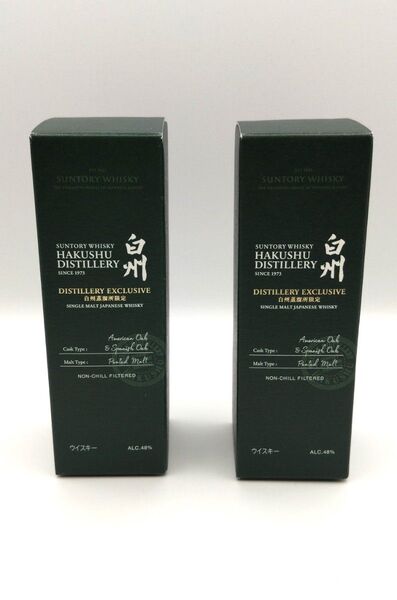 SUNTORY WHISKY
SUNTORY WHISKY
HAKUSHU
DISTILLERY
SINCE 1973
白州
DISTILLERY EXCLUSIVE
白州蒸溜所限定
SINGLE MALT JAPANESE WHISKY
Cask Type : American Oak
& Spanish Oak
Malt Type : Peated Malt
NON-CHILL FILTERED
ウイスキー ALC.48%
SUNTORY WHISKY
SUNTORY WHISKY
HAKUSHU
DISTILLERY
SINCE 1973
白州
DISTILLERY EXCLUSIVE
白州蒸溜所限定
SINGLE MALT JAPANESE WHISKY
Cask Type : American Oak
& Spanish Oak
Malt Type : Peated Malt
NON-CHILL FILTERED
ウイスキー ALC.48%